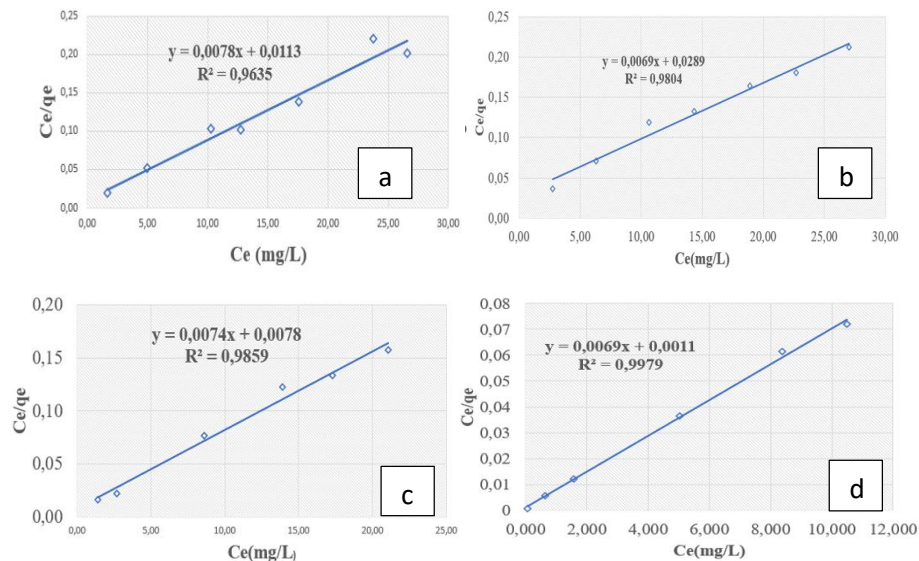 0,25
0,20
0,15
0,10
0,05
0,00
Ce/qe
y = 0,0078x + 0,0113
R² = 0,9635
a
0,00 5,00 10,00 15,00 20,00 25,00 30,00
Ce (mg/L)
0,25
0,20
0,15
0,10
0,05
0,00
Ce/qe
y = 0,0069x + 0,0289
R² = 0,9804
b
0,00 5,00 10,00 15,00 20,00 25,00 30,00
Ce(mg/L)
0,20
0,15
0,10
0,05
0,00
Ce/qe
y = 0,0074x + 0,0078
R² = 0,9859
c
0,00 5,00 10,00 15,00 20,00 25,00
Ce(mg/L)
0,08
0,07
0,06
0,05
0,04
0,03
0,02
0,01
0
Ce/qe
y = 0,0069x + 0,0011
R² = 0,9979
d
0,000 2,000 4,000 6,000 8,000 10,000 12,000
Ce(mg/L)